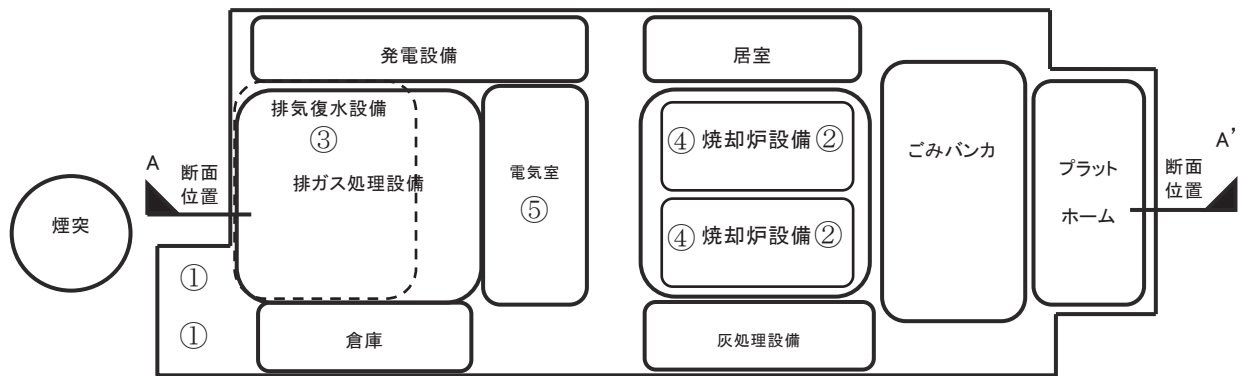 発電設備
居室
排気復水設備
③
排ガス処理設備
電気室
⑤
④ 焼却炉設備 ②
④ 焼却炉設備 ②
ごみバンカ
プラット
ホーム
A
断面
位置
A'
断面
位置
煙突
①
①
倉庫
灰処理設備